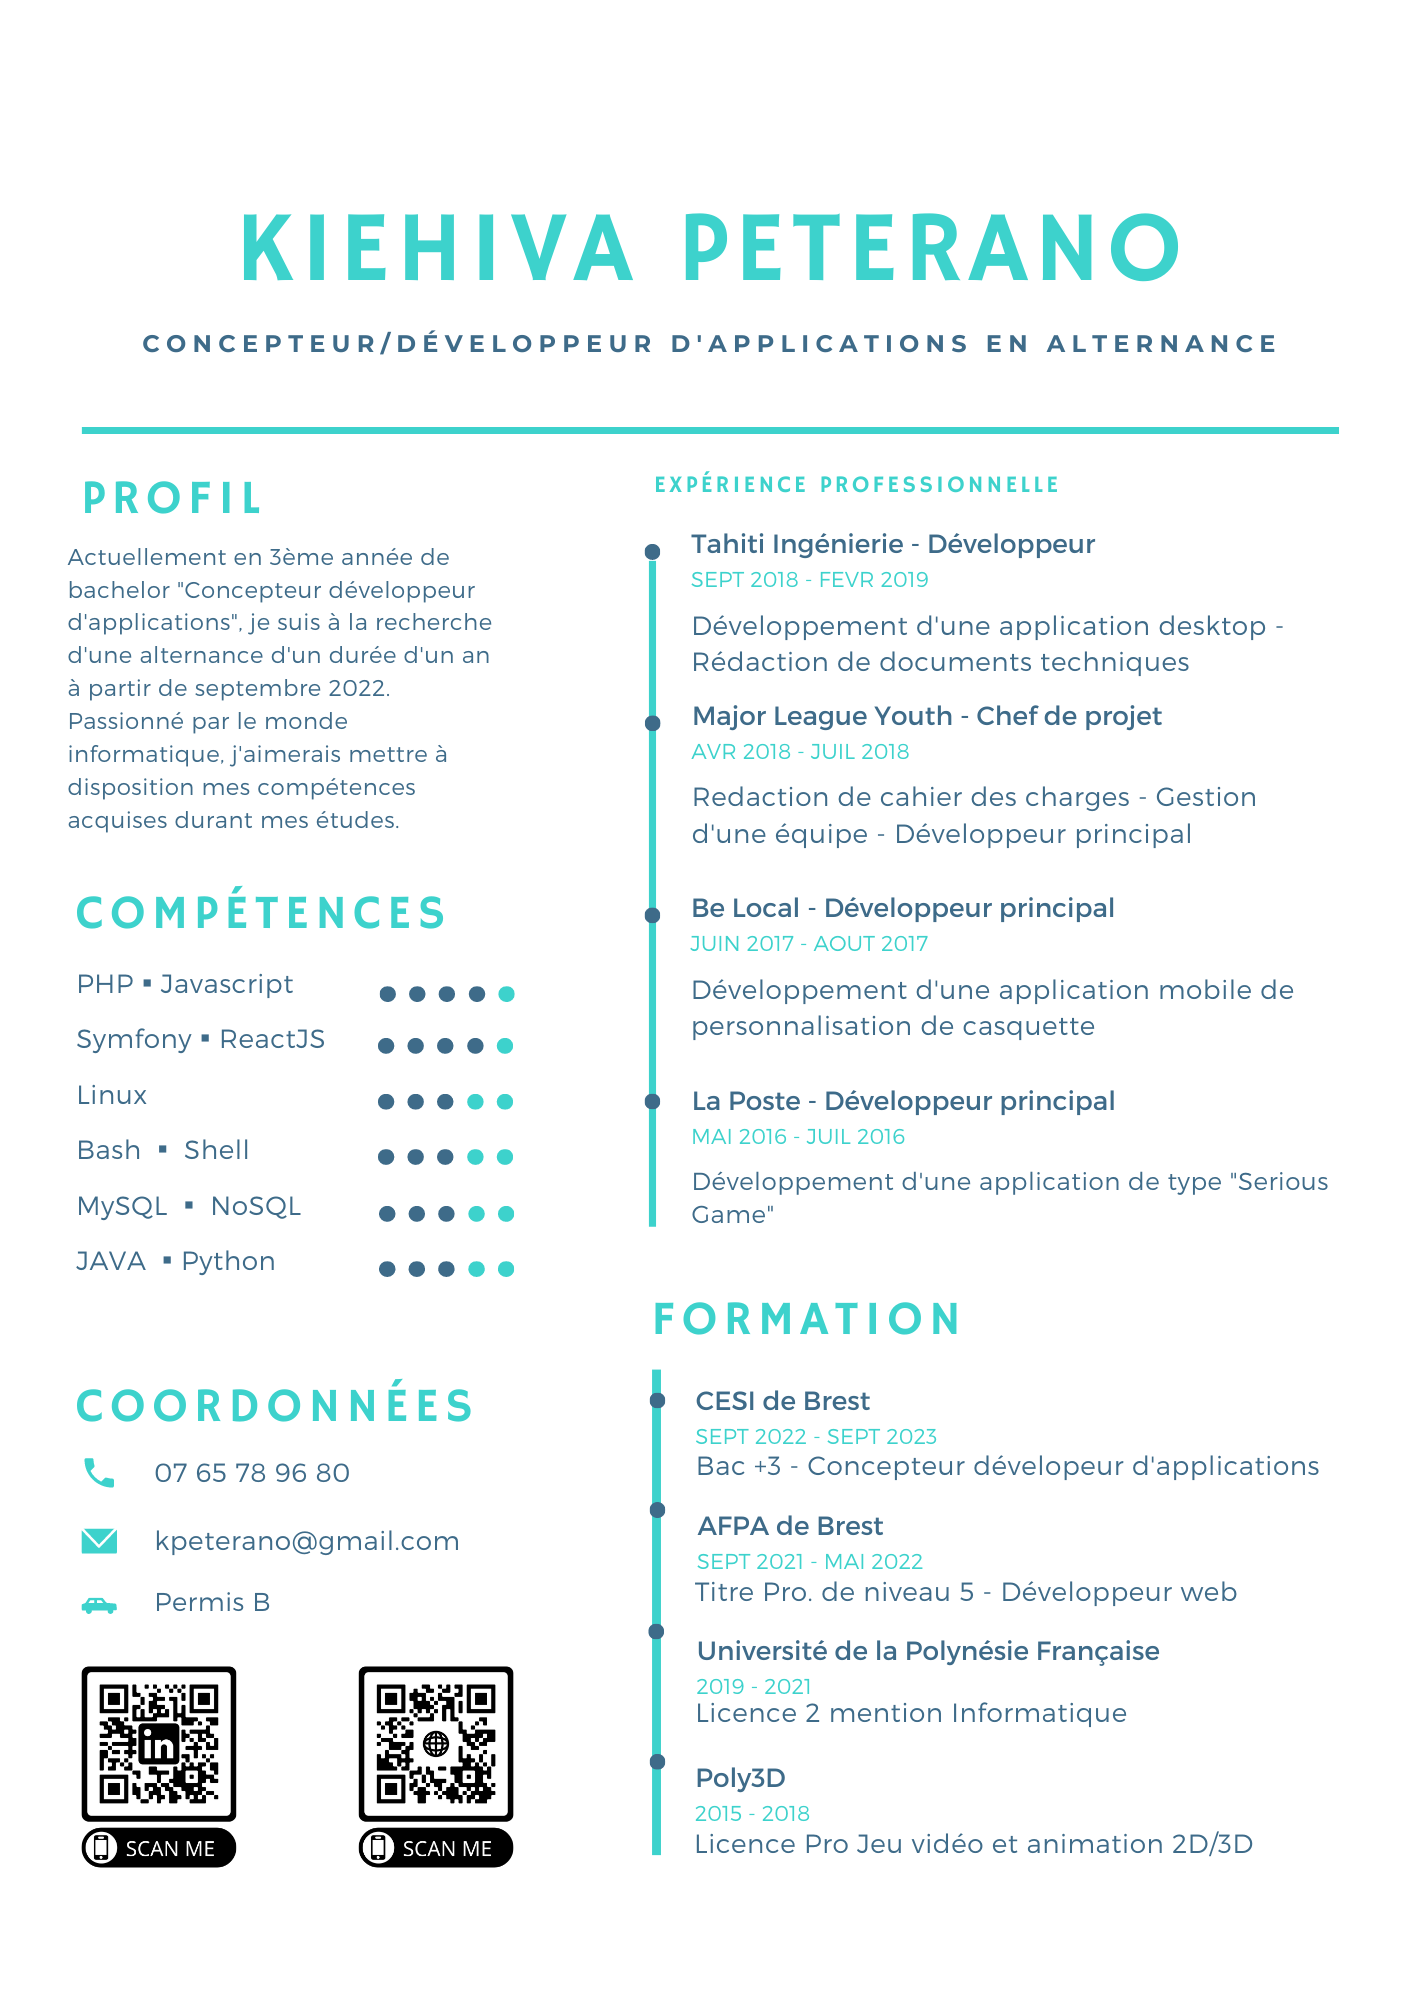 KIEHIVA PETERANO
CONCEPTEUR/DÉVELOPPEUR D'APPLICATIONS EN ALTERNANCE
PROFIL
Actuellement en 3ème année de
bachelor "Concepteur développeur
d'applications", je suis à la recherche
d'une alternance d'un durée d'un an
à partir de septembre 2022.
Passionné par le monde
informatique, j'aimerais mettre à
disposition mes compétences
acquises durant mes études.
COMPÉTENCES
PHP ▪ Javascript
Symfony ▪ ReactJS
Linux
Bash ▪ Shell
MySQL ▪ NoSQL
JAVA ▪ Python
COORDONNÉES
07 65 78 96 80
kpeterano@gmail.com
Permis B
in
SCAN ME
SCAN ME
EXPÉRIENCE PROFESSIONNELLE
Tahiti Ingénierie - Développeur
SEPT 2018 - FEVR 2019
Développement d'une application desktop -
Rédaction de documents techniques
Major League Youth - Chef de projet
AVR 2018 - JUIL 2018
Redaction de cahier des charges - Gestion
d'une équipe - Développeur principal
Be Local - Développeur principal
JUIN 2017 - AOUT 2017
Développement d'une application mobile de
personnalisation de casquette
La Poste - Développeur principal
MAI 2016 - JUIL 2016
Développement d'une application de type "Serious
Game"
FORMATION
CESI de Brest
SEPT 2022 - SEPT 2023
Bac +3 - Concepteur dévelopeur d'applications
AFPA de Brest
SEPT 2021 - MAI 2022
Titre Pro. de niveau 5 - Développeur web
Université de la Polynésie Française
2019 - 2021
Licence 2 mention Informatique
Poly3D
2015 - 2018
Licence Pro Jeu vidéo et animation 2D/3D